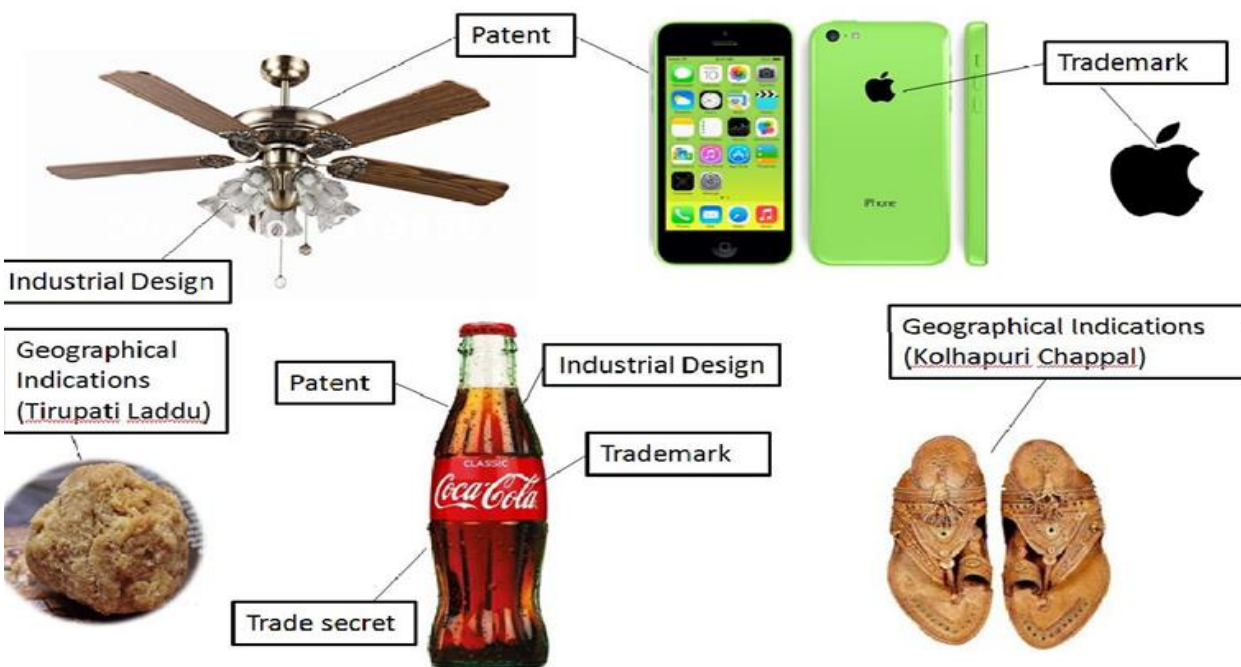 Patent
Trademark
iPhone
Industrial Design
Geographical
Indications
(Tirupati Laddu)
Patent
Industrial Design
Trademark
CLASSIC
Coca-Cola
Trade secret
Geographical Indications
(Kolhapuri Chappal)